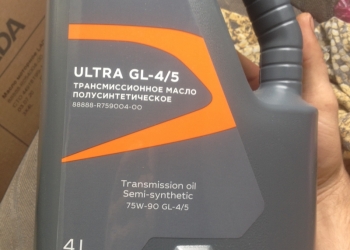 ULTRA GL-4/5
ТРАНСМИССИОННОЕ МАСЛО
ПОЛУСИНТЕТИЧЕСКОЕ
88888-R759004-00
Transmission oil
Semi-synthetic
75W-90 GL-4/5
4L